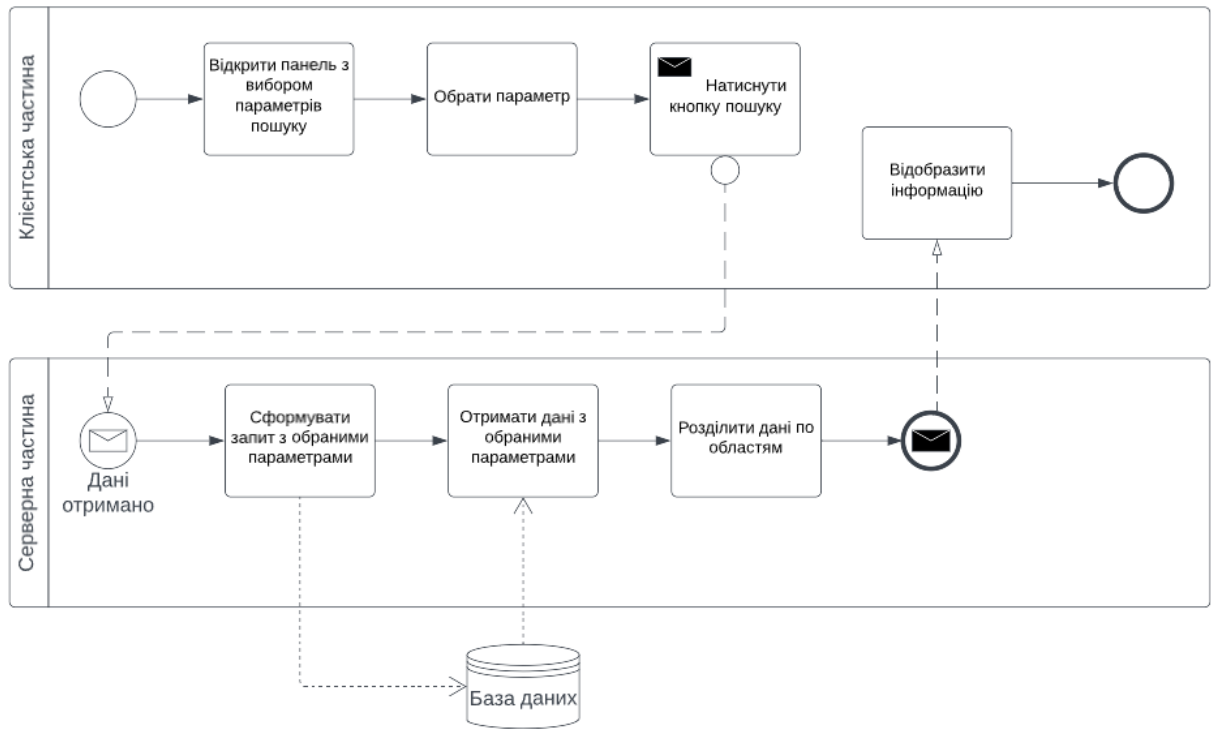 Клієнтська частина
Відкрити панель з
вибором
параметрів
пошуку
Обрати параметр
Натиснути
кнопку пошуку
Відобразити
інформацію
Серверна частина
Дані
отримано
Сформувати
запит з обраними
параметрами
Отримати дані з
обраними
параметрами
Розділити дані по
областям
База даних